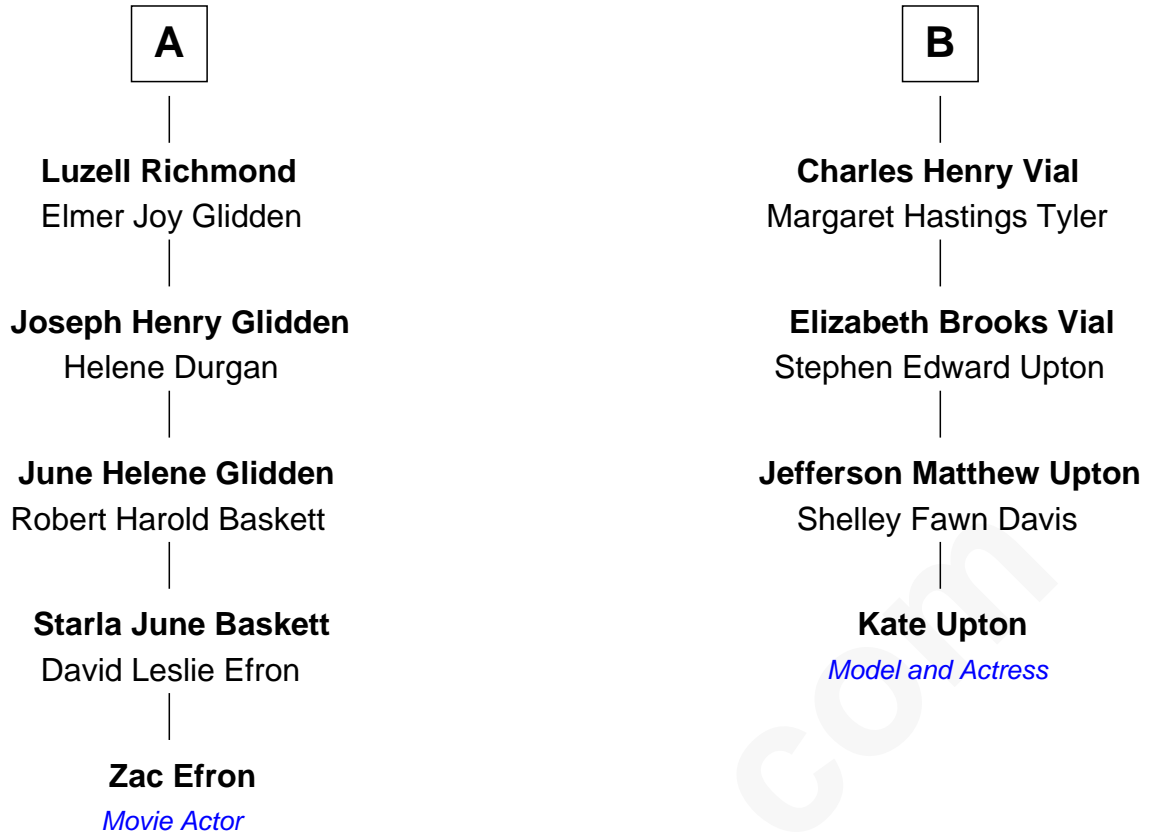 A
Luzell Richmond
Elmer Joy Glidden
Joseph Henry Glidden
Helene Durgan
June Helene Glidden
Robert Harold Baskett
Starla June Baskett
David Leslie Efron
Zac Efron
Movie Actor
B
Charles Henry Vial
Margaret Hastings Tyler
Elizabeth Brooks Vial
Stephen Edward Upton
Jefferson Matthew Upton
Shelley Fawn Davis
Kate Upton
Model and Actress
com